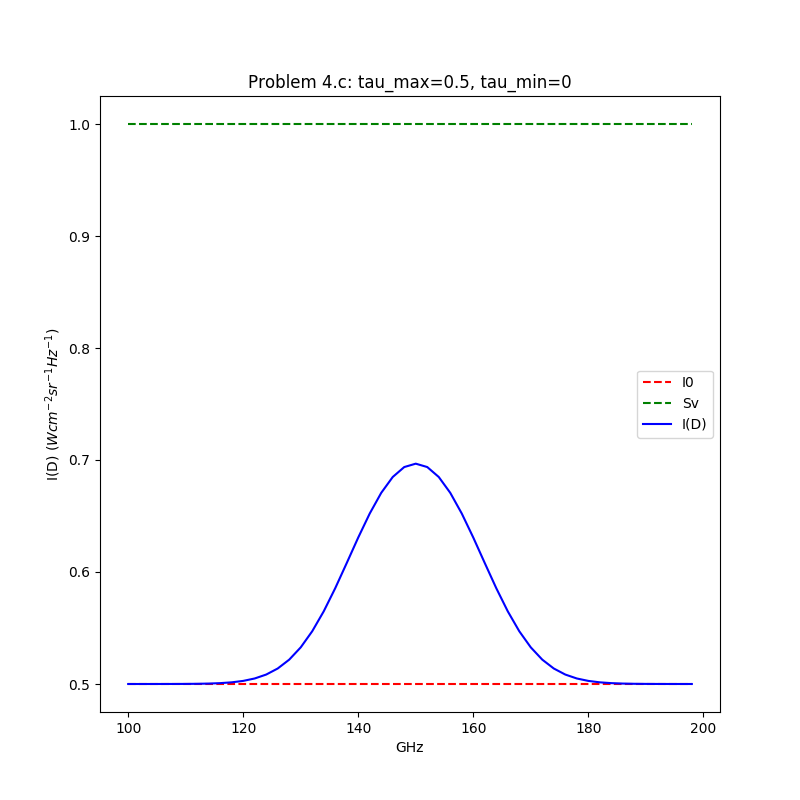 Problem 4.c: tau_max=0.5, tau_min=0
I(D) (Wcm⁻²sr⁻¹Hz⁻¹)
1.0
0.9
0.8
0.7
0.6
0.5
I0
Sv
I(D)
100 120 140 160 180 200
GHz